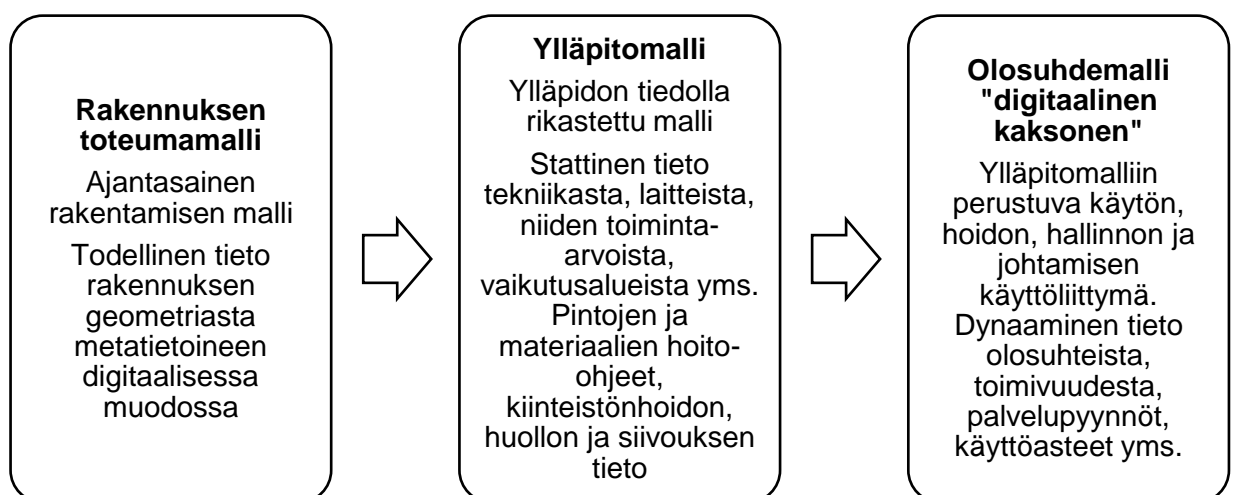 Rakennuksen
toteumamalli
Ajantasainen
rakentamisen malli
Todellinen tieto
rakennuksen
geometriasta
metatietoineen
digitaalisessa
muodossa
Ylläpitomalli
Ylläpidon tiedolla
rikastettu malli
Stattinen tieto
tekniikasta, laitteista,
niiden toiminta-
arvoista,
vaikutusalueista yms.
Pintojen ja
materiaalien hoito-
ohjeet,
kiinteistönhoidon,
huollon ja siivouksen
tieto
Olosuhdemalli
"digitaalinen
kaksonen"
Ylläpitomalliin
perustuva käytön,
hoidon, hallinnon ja
johtamisen
käyttöliittymä.
Dynaaminen tieto
olosuhteista,
toimivuudesta,
palvelupyynnöt,
käyttöasteet yms.